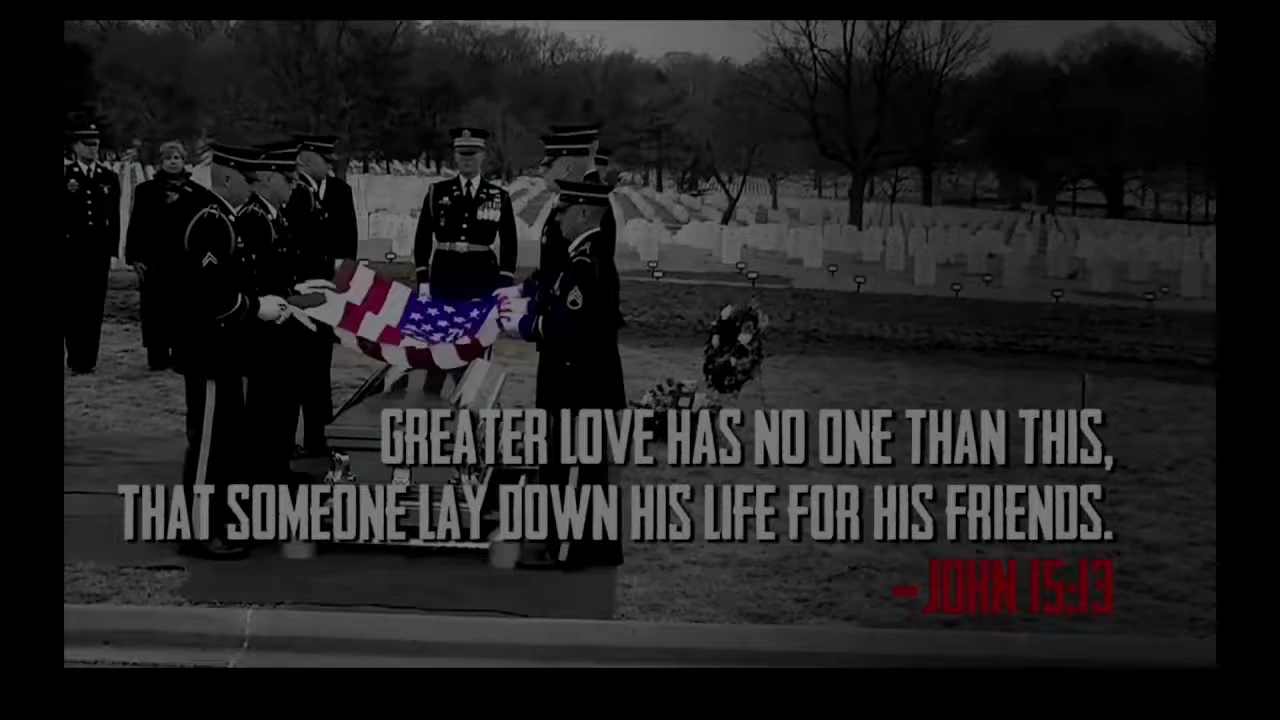 GREATER LOVE HAS NO ONE THAN THIS,
THAT SOMEONE LAY DOWN HIS LIFE FOR HIS FRIENDS.
- JOHN 15:13